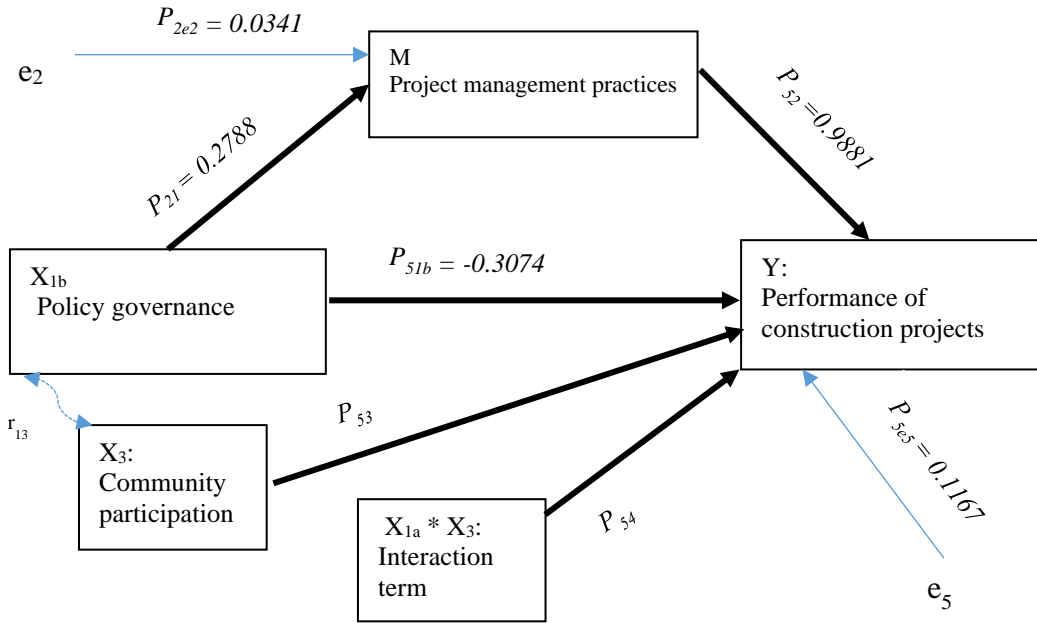 P2e2 = 0.0341
e2
M
Project management practices
P52 =0.9881
P21 = 0.2788
X1b
Policy governance
P51b = -0.3074
Y:
Performance of
construction projects
r13
X3:
Community
participation
P53
X1a * X3:
Interaction
term
P54
P5e5 = 0.1167
e5